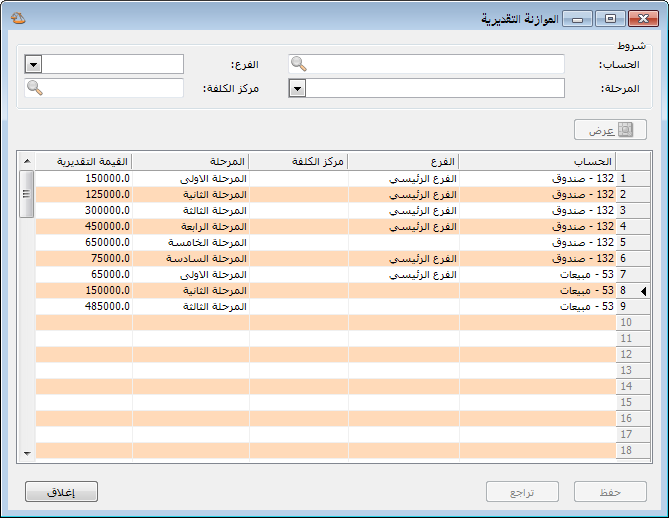 الموازنة التقديرية
شروط
الحساب: الفرع:
المرحلة: مركز الكلفة:
عرض
الحساب الفرع مركز الكلفة المرحلة القيمة التقديرية
1 132 - صندوق الفرع الرئيسي المرحلة الاولى 150000.0
2 132 - صندوق الفرع الرئيسي المرحلة الثانية 125000.0
3 132 - صندوق الفرع الرئيسي المرحلة الثالثة 300000.0
4 132 - صندوق الفرع الرئيسي المرحلة الرابعة 450000.0
5 132 - صندوق المرحلة الخامسة 650000.0
6 132 - صندوق الفرع الرئيسي المرحلة السادسة 75000.0
7 53 - مبيعات الفرع الرئيسي المرحلة الاولى 65000.0
8 53 - مبيعات المرحلة الثانية 150000.0
9 53 - مبيعات المرحلة الثالثة 485000.0
10
11
12
13
14
15
16
17
18
حفظ تراجع إغلاق